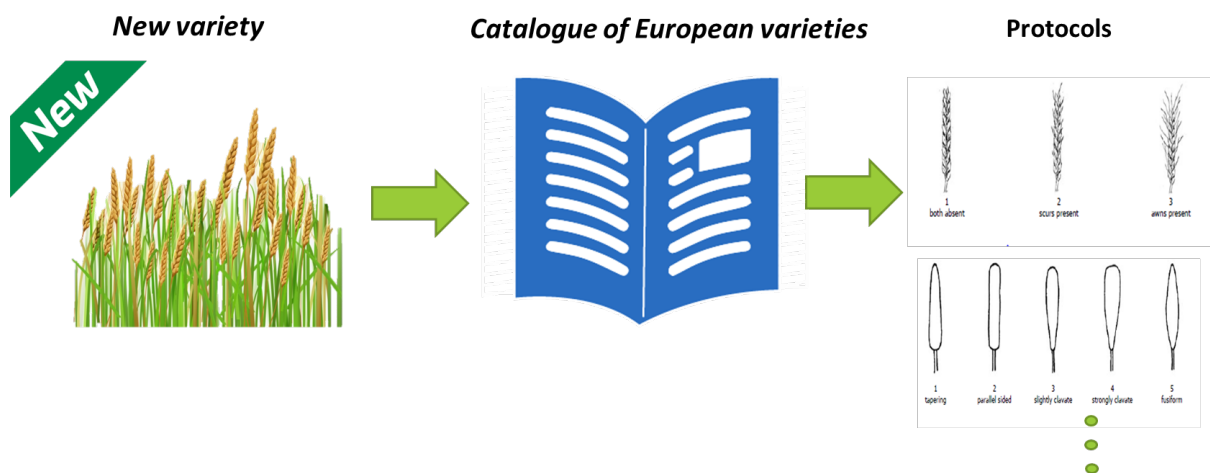 New variety
Catalogue of European varieties
Protocols
New
1
both absent
2
scurs present
3
awns present
1
tapering
2
parallel sided
3
slightly clavate
4
strongly clavate
5
fusiform